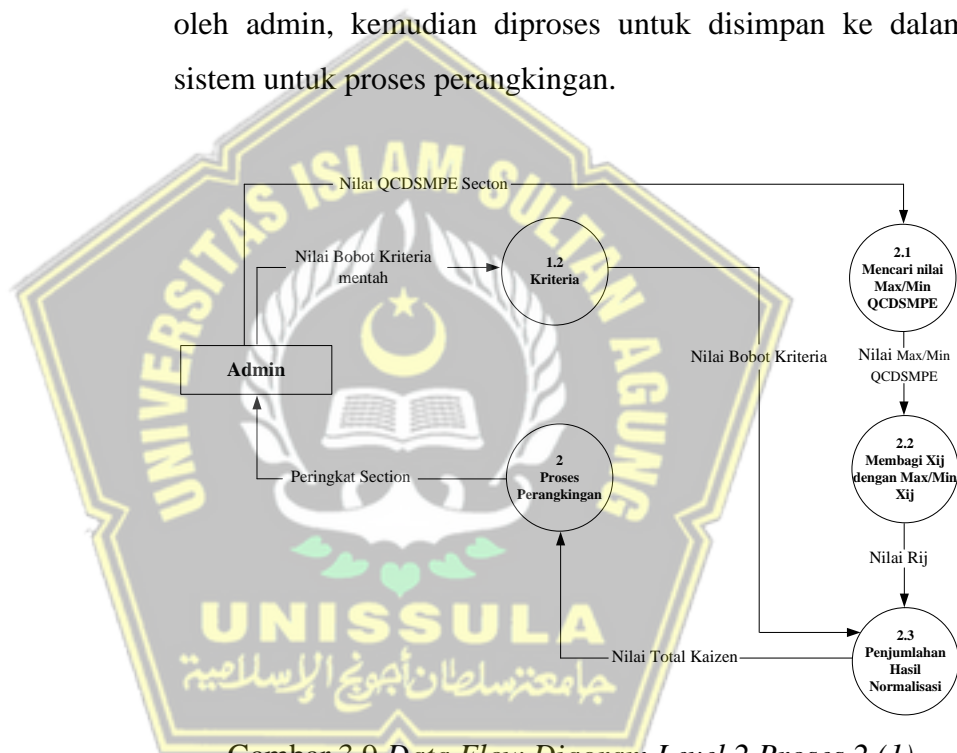 oleh admin, kemudian diproses untuk disimpan ke dalam
sistem untuk proses perangkingan.
UNIVERSITAS ISLAM SULTAN AGUNG
Nilai QCDSMPE Secton
Nilai Bobot Kriteria
mentah
1.2
Kriteria
2.1
Mencari nilai
Max/Min
QCDSMPE
Admin
Nilai Bobot Kriteria
Nilai Max/Min
QCDSMPE
2.2
Membagi Xij
dengan Max/Min
Xij
Peringkat Section
2
Proses
Perangkingan
Nilai Rij
2.3
Penjumlahan
Hasil
Normalisasi
Nilai Total Kaizen
UNISSULA
جامعتنسلطان أجونج الإسلامية
Gambar 3.9 Data Flow Diagram Level 2 Proses 2 (1)